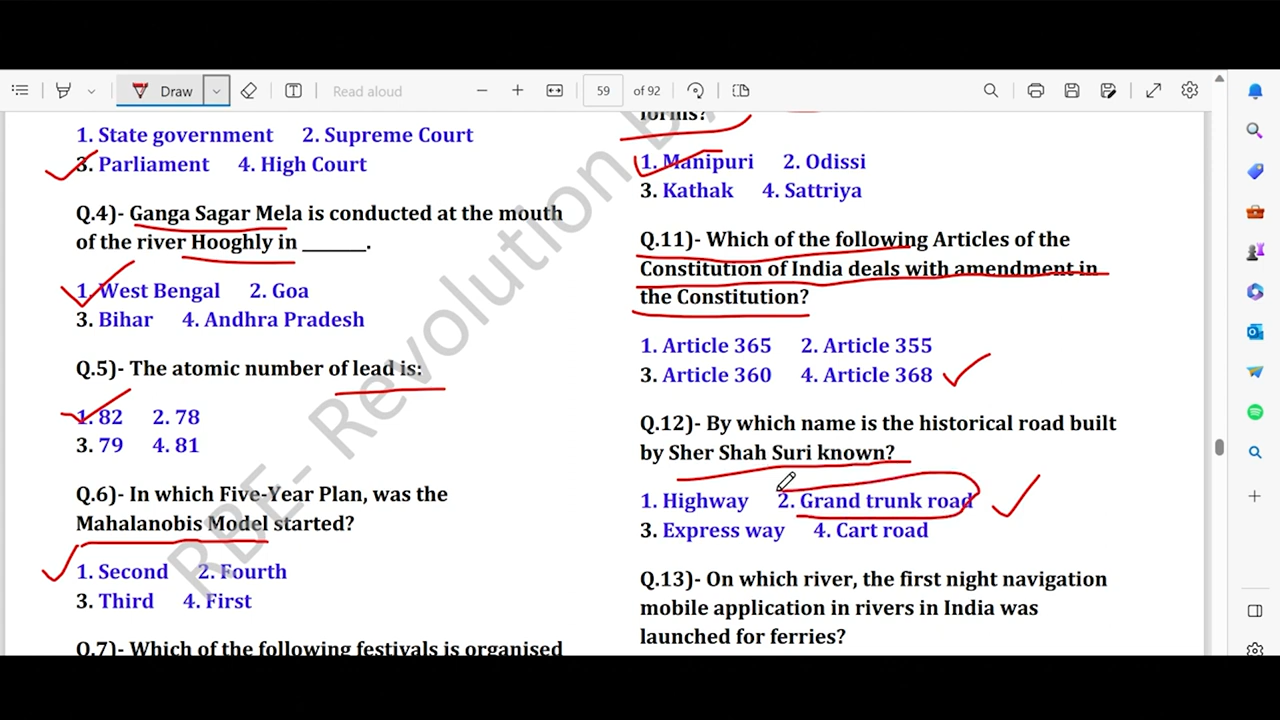 Draw
Read aloud
59 of 92
1. State government 2. Supreme Court
3. Parliament 4. High Court
Q.4)- Ganga Sagar Mela is conducted at the mouth
of the river Hooghly in _______.
1. West Bengal 2. Goa
3. Bihar 4. Andhra Pradesh
Q.5)- The atomic number of lead is:
1. 82 2. 78
3. 79 4. 81
Q.6)- In which Five-Year Plan, was the
Mahalanobis Model started?
1. Second 2. Fourth
3. Third 4. First
Q.7)- Which of the following festivals is organised
forms?
1. Manipuri 2. Odissi
3. Kathak 4. Sattriya
Q.11)- Which of the following Articles of the
Constitution of India deals with amendment in
the Constitution?
1. Article 365 2. Article 355
3. Article 360 4. Article 368
Q.12)- By which name is the historical road built
by Sher Shah Suri known?
1. Highway 2. Grand trunk road
3. Express way 4. Cart road
Q.13)- On which river, the first night navigation
mobile application in rivers in India was
launched for ferries?
RBE- Revolution